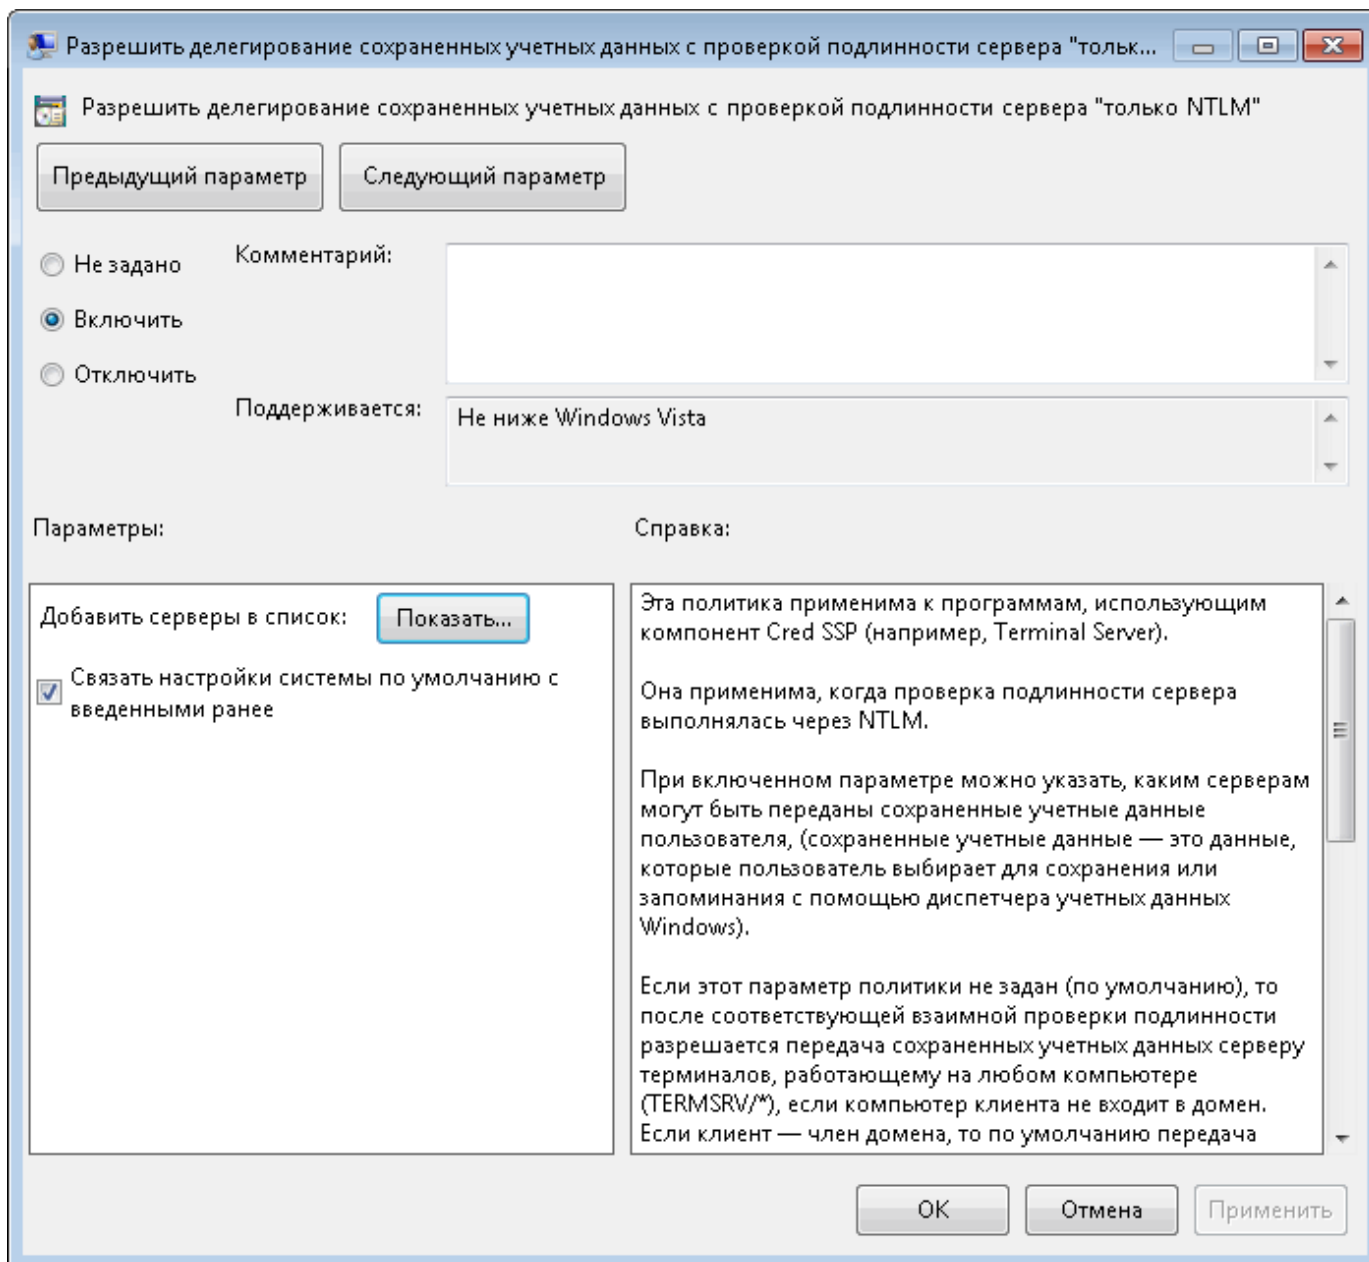 Разрешить делегирование сохраненных учетных данных с проверкой подлинности сервера "тольк...
Разрешить делегирование сохраненных учетных данных с проверкой подлинности сервера "только NTLM"
Предыдущий параметр
Следующий параметр
Не задано
Включить
Отключить
Комментарий:
Поддерживается:
Не ниже Windows Vista
Параметры:
Справка:
Добавить серверы в список:
Показать...
Связать настройки системы по умолчанию с
введенными ранее
Эта политика применима к программам, использующим
компонент Cred SSP (например, Terminal Server).
Она применима, когда проверка подлинности сервера
выполнялась через NTLM.
При включенном параметре можно указать, каким серверам
могут быть переданы сохраненные учетные данные
пользователя, (сохраненные учетные данные — это данные,
которые пользователь выбирает для сохранения или
запоминания с помощью диспетчера учетных данных
Windows).
Если этот параметр политики не задан (по умолчанию), то
после соответствующей взаимной проверки подлинности
разрешается передача сохраненных учетных данных серверу
терминалов, работающему на любом компьютере
(TERMSRV/*), если компьютер клиента не входит в домен.
Если клиент — член домена, то по умолчанию передача
ОК
Отмена
Применить